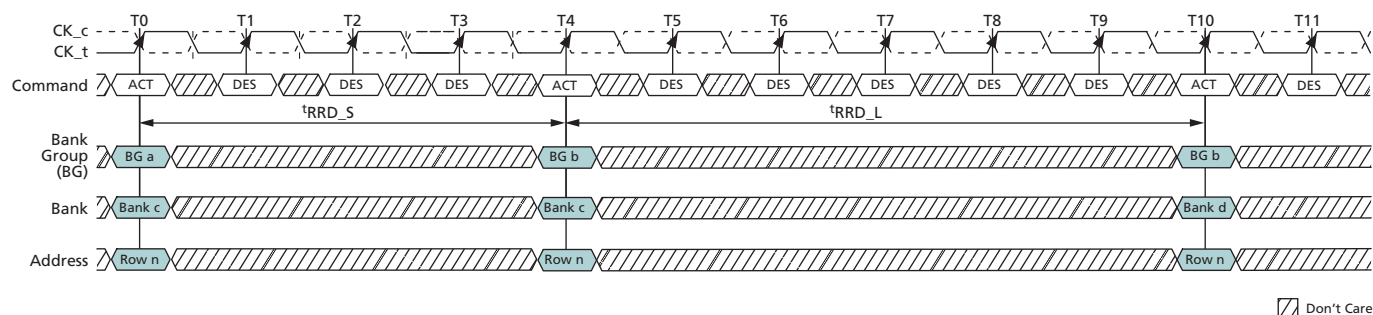 T0 T1 T2 T3 T4 T5 T6 T7 T8 T9 T10 T11
CK_c
CK_t
Command ACT DES DES DES ACT DES DES DES DES DES ACT DES
tRRD_S tRRD_L
Bank
Group
(BG)
BG a BG b BG b
Bank Bank c Bank c Bank d
Address Row n Row n Row n
Don't Care